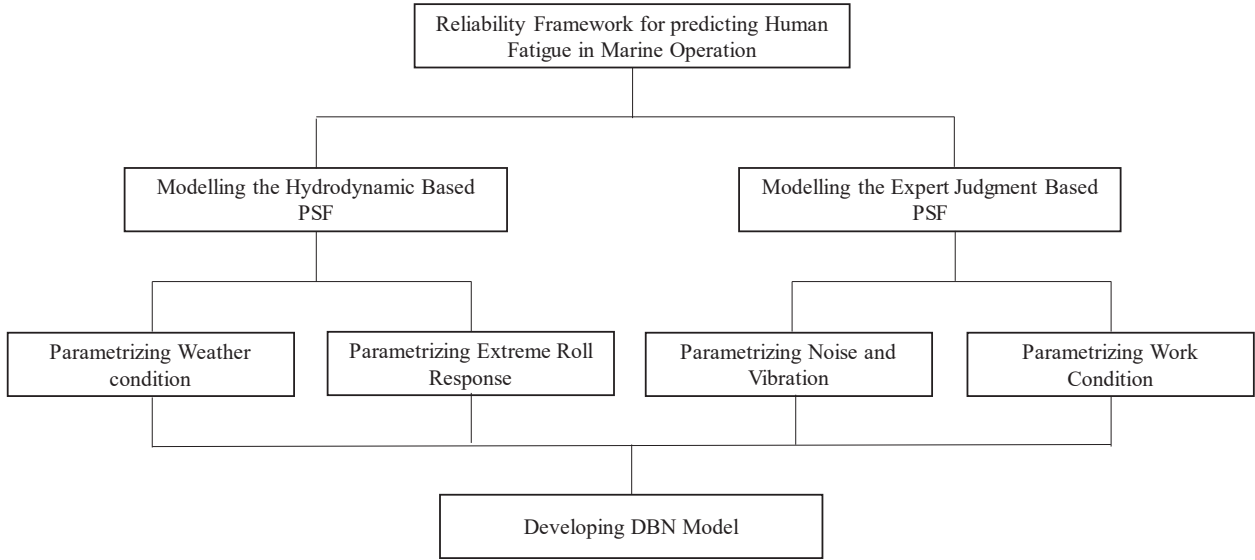 Reliability Framework for predicting Human
Fatigue in Marine Operation
Modelling the Hydrodynamic Based
PSF
Modelling the Expert Judgment Based
PSF
Parametrizing Weather
condition
Parametrizing Extreme Roll
Response
Parametrizing Noise and
Vibration
Parametrizing Work
Condition
Developing DBN Model